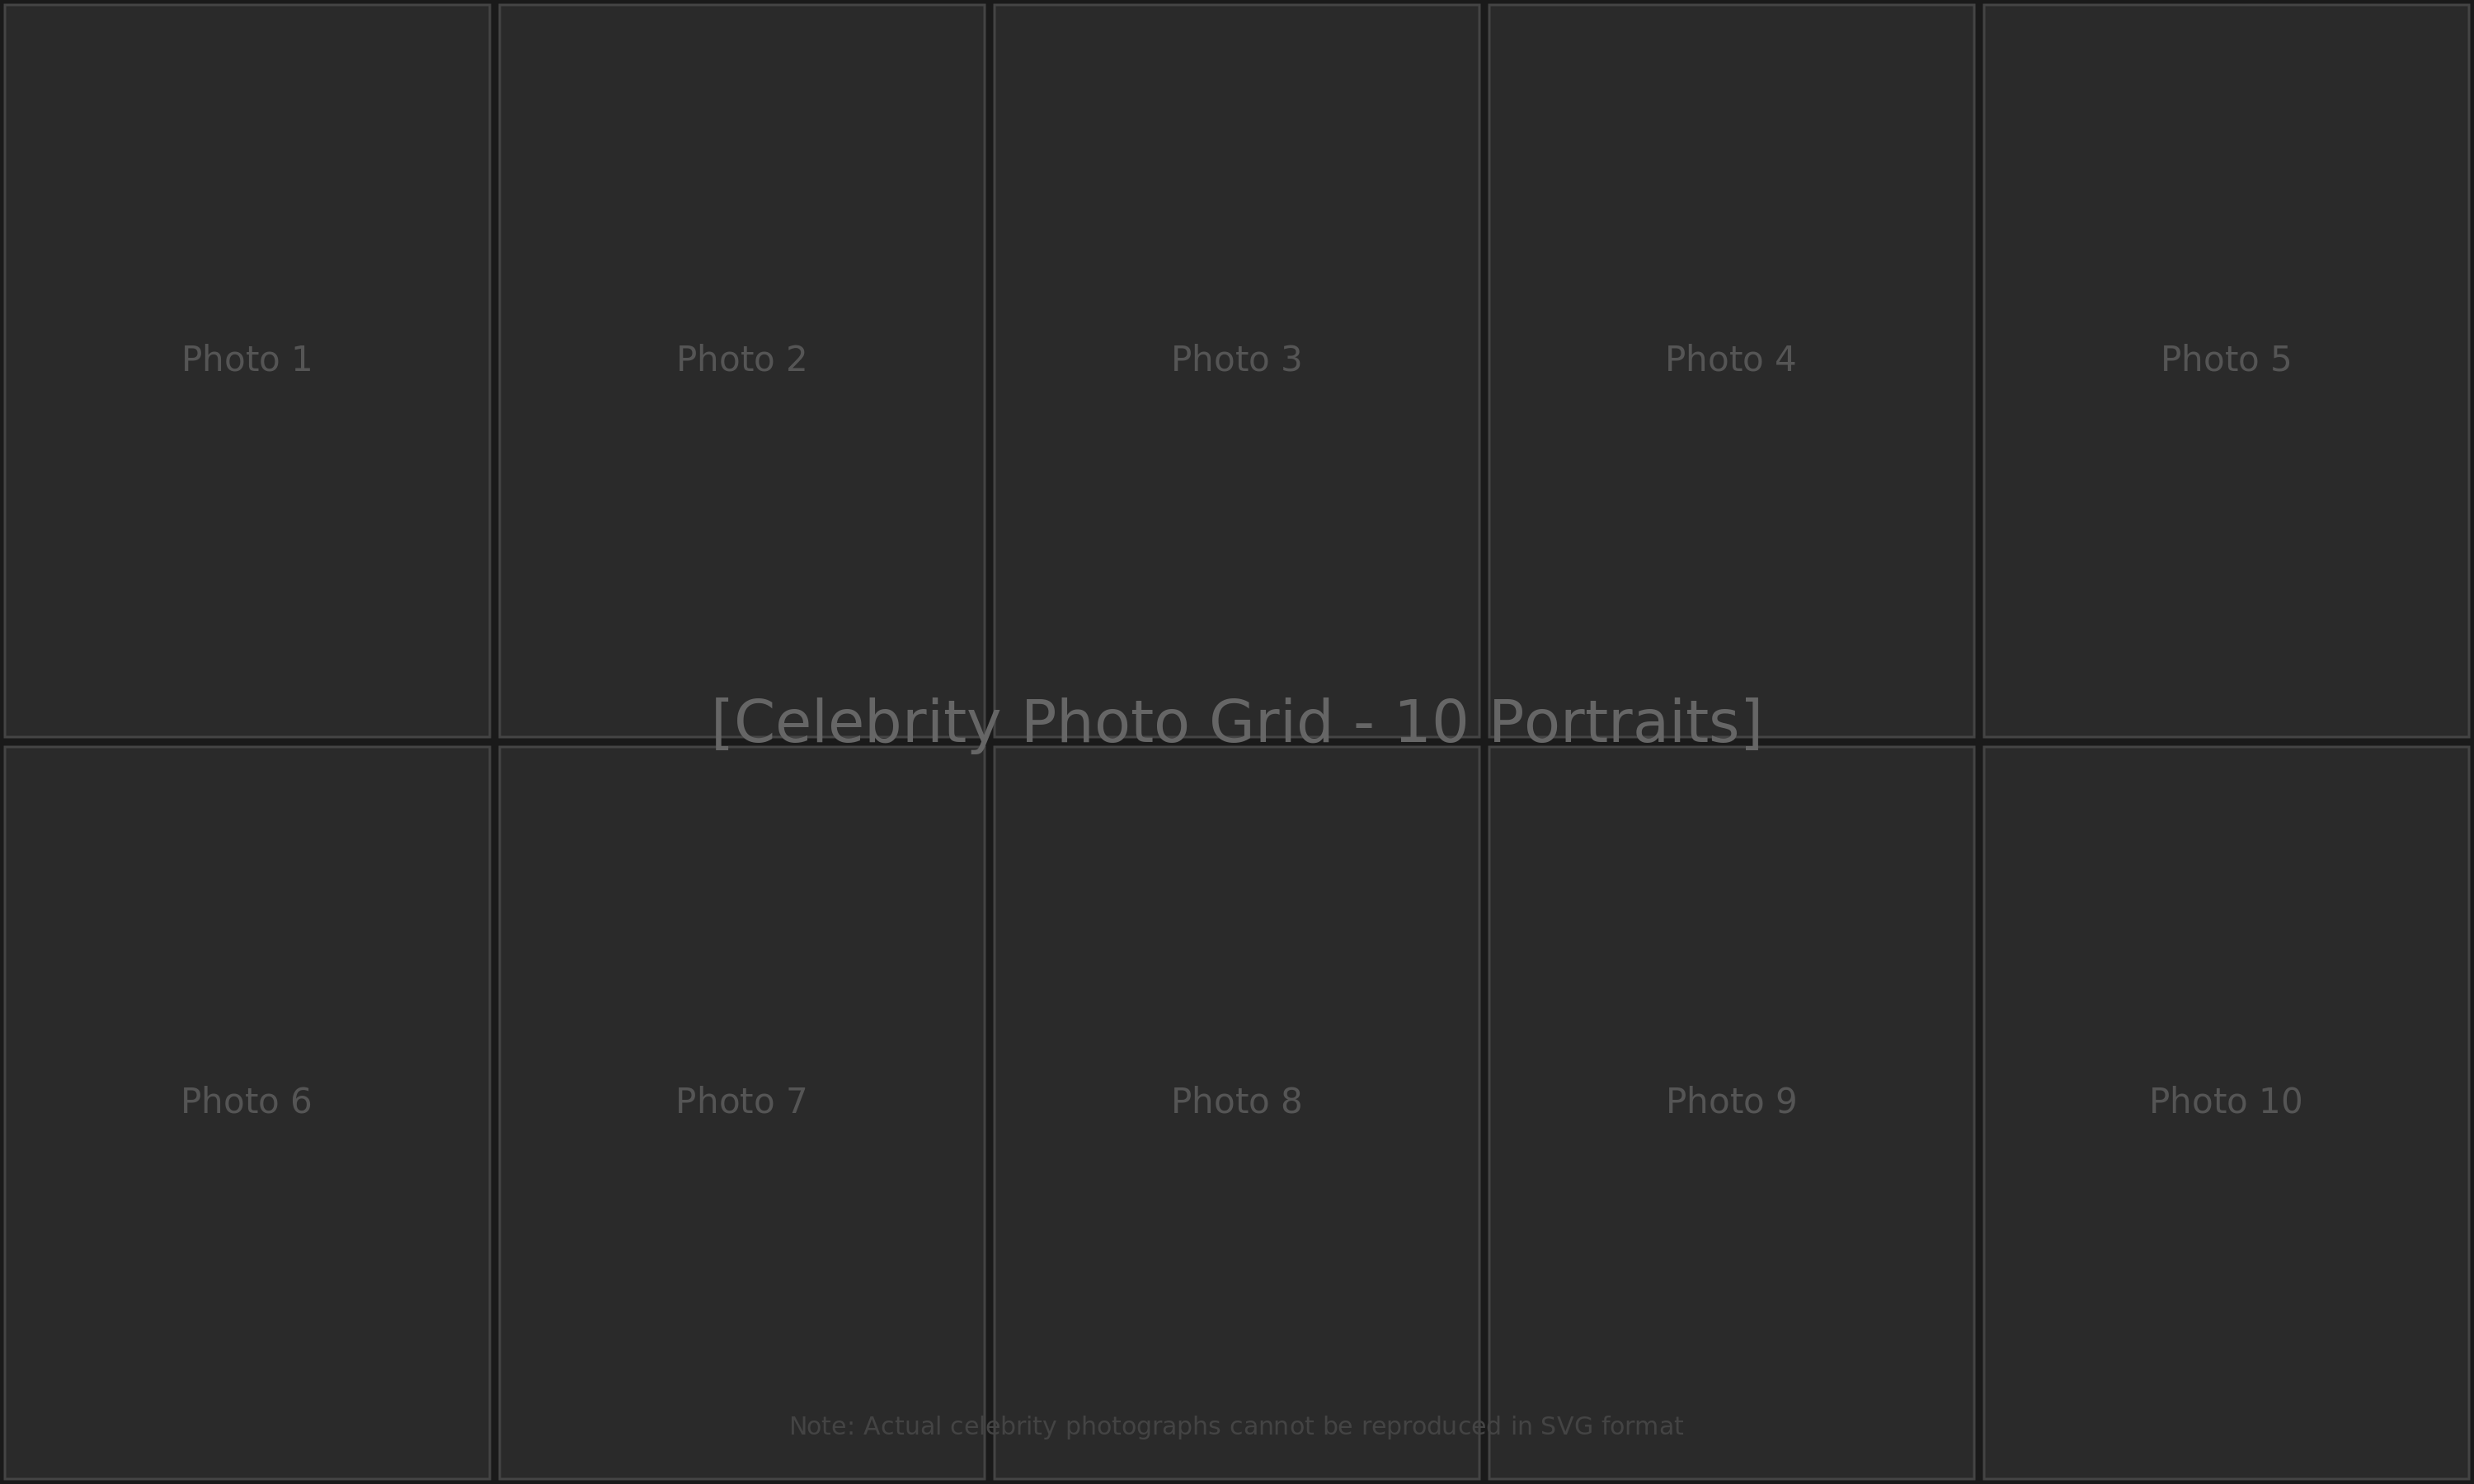 Photo 1
Photo 2
Photo 3
Photo 4
Photo 5
[Celebrity Photo Grid - 10 Portraits]
Photo 6
Photo 7
Photo 8
Photo 9
Photo 10
Note: Actual celebrity photographs cannot be reproduced in SVG format